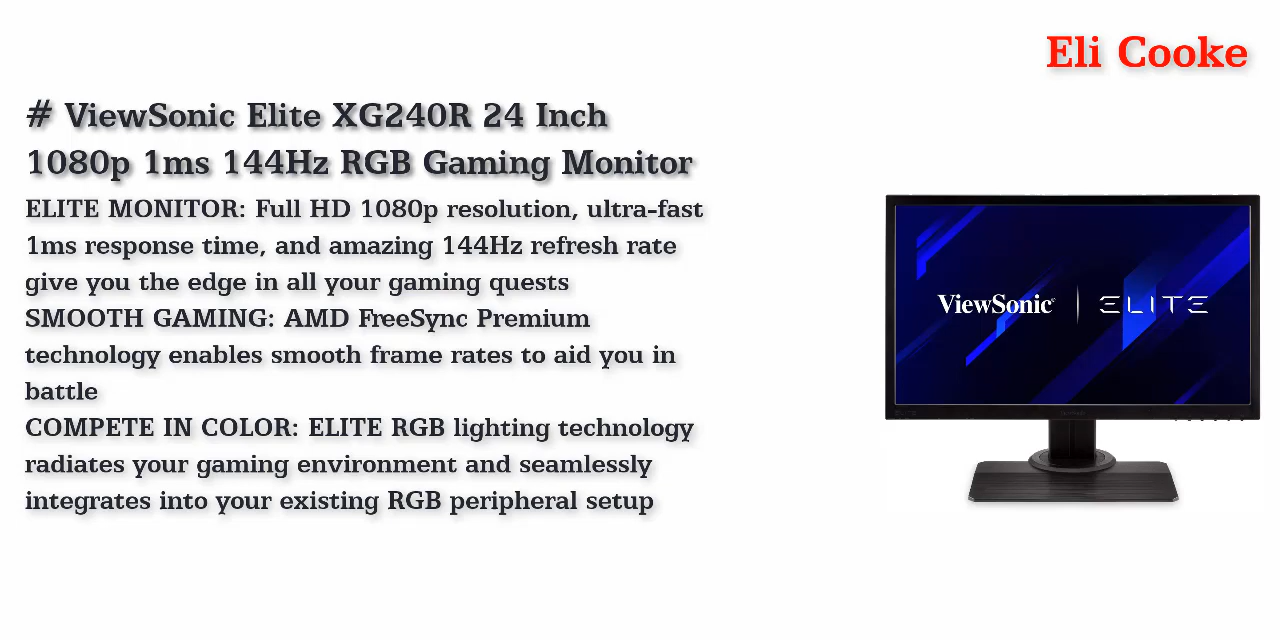 Eli Cooke
# ViewSonic Elite XG240R 24 Inch
1080p 1ms 144Hz RGB Gaming Monitor
ELITE MONITOR: Full HD 1080p resolution, ultra-fast
1ms response time, and amazing 144Hz refresh rate
give you the edge in all your gaming quests
SMOOTH GAMING: AMD FreeSync Premium
technology enables smooth frame rates to aid you in
battle
COMPETE IN COLOR: ELITE RGB lighting technology
radiates your gaming environment and seamlessly
integrates into your existing RGB peripheral setup
ViewSonic® | ELITE